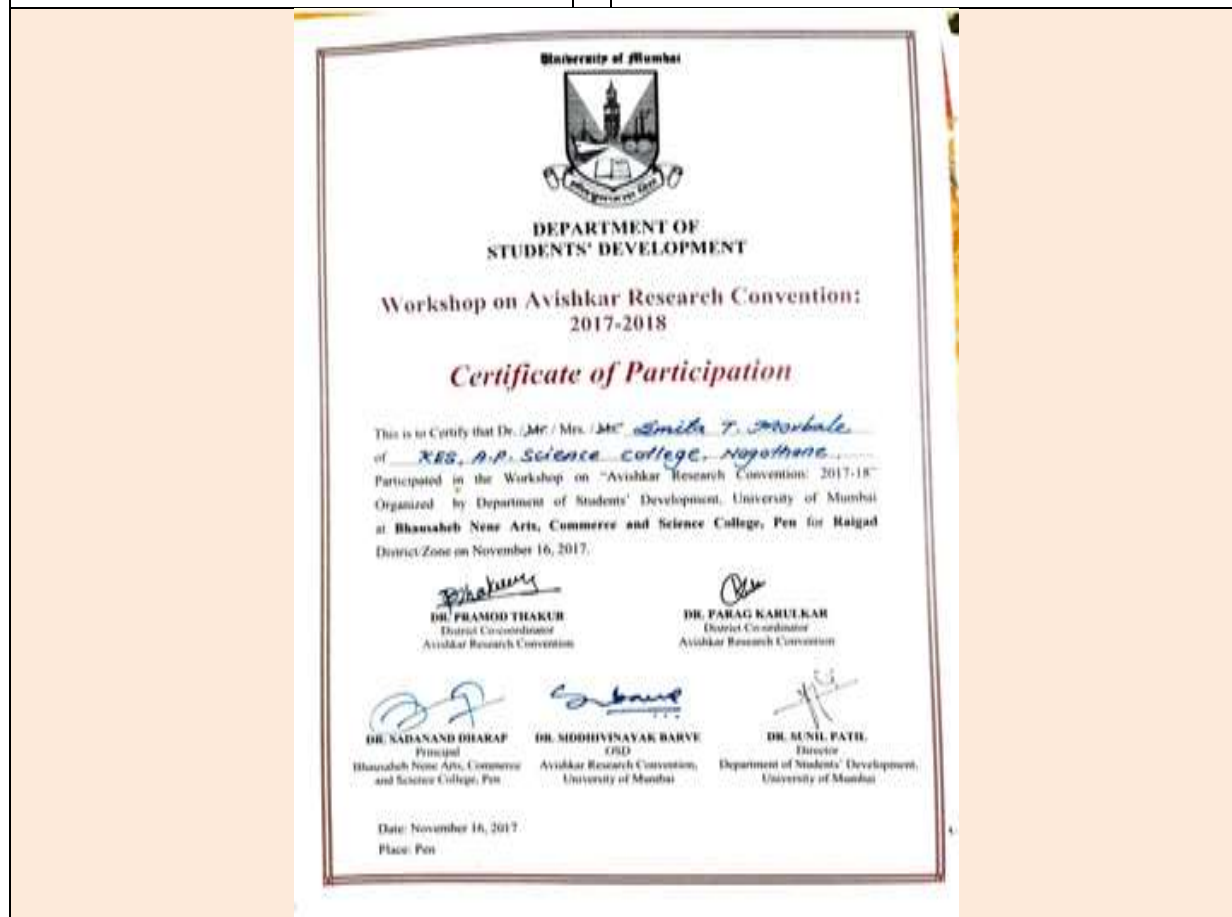 University of Mumbai
DEPARTMENT OF
STUDENTS' DEVELOPMENT
Workshop on Avishkar Research Convention:
2017-2018
Certificate of Participation
This is to Certify that Dr. / Mr. / Mrs. / Ms. Smita T. Morbale
of KES, A.P. Science college, Nagothane.
Participated in the Workshop on "Avishkar Research Convention: 2017-18"
Organized by Department of Students' Development, University of Mumbai
at Bhausaheb Nene Arts, Commerce and Science College, Pen for Raigad
District/Zone on November 16, 2017.
DR. PRAMOD THAKUR
District Co-coordinator
Avishkar Research Convention
DR. PARAG KARULKAR
District Co-ordinator
Avishkar Research Convention
DR. SADANAND DHARAP
Principal
Bhausaheb Nene Arts, Commerce
and Science College, Pen
DR. SIDDHIVINAYAK BARVE
OSD
Avishkar Research Convention,
University of Mumbai
DR. SUNIL PATIL
Director
Department of Students' Development,
University of Mumbai
Date: November 16, 2017
Place: Pen